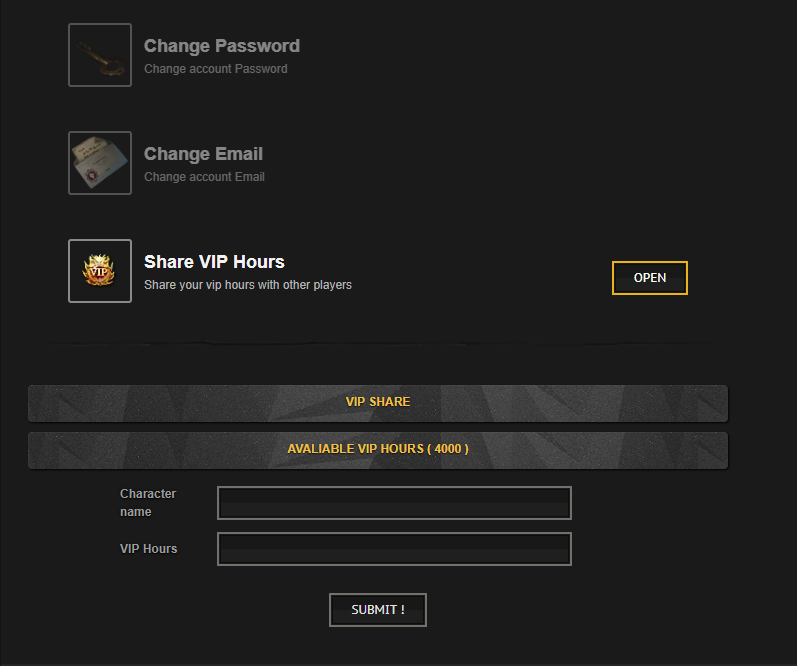 Change Password
Change account Password
Change Email
Change account Email
VIP
Share VIP Hours
Share your vip hours with other players
OPEN
VIP SHARE
AVALIABLE VIP HOURS ( 4000 )
Character
name
VIP Hours
SUBMIT !